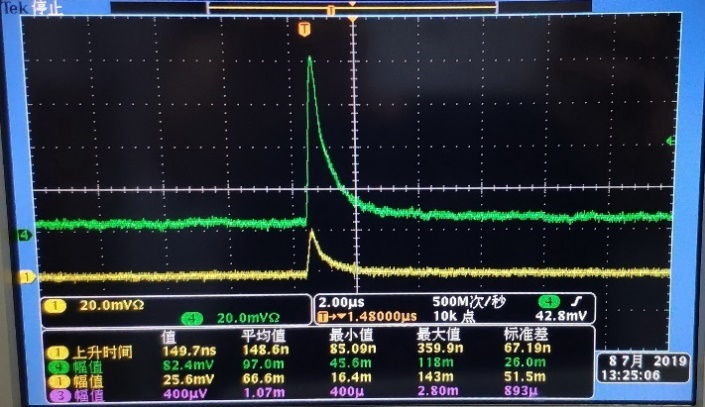 Tek 停止
T
T
4
1
1 20.0mVΩ
4 20.0mVΩ
2.00μs 500M次/秒 4
T→▼1.48000μs 10k 点 42.8mV
值 平均值 最小值 最大值 标准差
1 上升时间 149.7ns 148.6n 85.09n 359.9n 67.19n
4 幅值 82.4mV 97.0m 45.6m 118m 26.0m
1 幅值 25.6mV 66.6m 16.4m 143m 51.5m
3 幅值 400μV 1.07m 400μ 2.80m 893μ
8 7月 2019
13:25:06